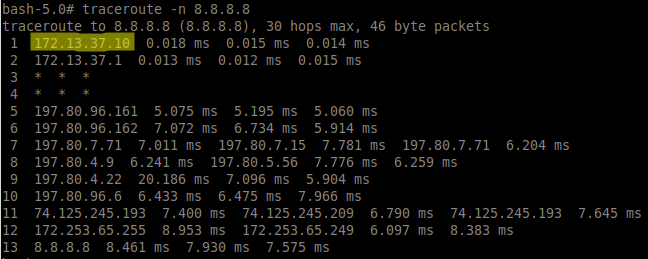 bash-5.0# traceroute -n 8.8.8.8
traceroute to 8.8.8.8 (8.8.8.8), 30 hops max, 46 byte packets
1 172.13.37.10 0.018 ms 0.015 ms 0.014 ms
2 172.13.37.1 0.013 ms 0.012 ms 0.015 ms
3 * * *
4 * * *
5 197.80.96.161 5.075 ms 5.195 ms 5.060 ms
6 197.80.96.162 7.072 ms 6.734 ms 5.914 ms
7 197.80.7.71 7.011 ms 197.80.7.15 7.781 ms 197.80.7.71 6.204 ms
8 197.80.4.9 6.241 ms 197.80.5.56 7.776 ms 6.259 ms
9 197.80.4.22 20.186 ms 7.096 ms 5.904 ms
10 197.80.96.6 6.433 ms 6.475 ms 7.966 ms
11 74.125.245.193 7.400 ms 74.125.245.209 6.790 ms 74.125.245.193 7.645 ms
12 172.253.65.255 8.953 ms 172.253.65.249 6.097 ms 8.383 ms
13 8.8.8.8 8.461 ms 7.930 ms 7.575 ms